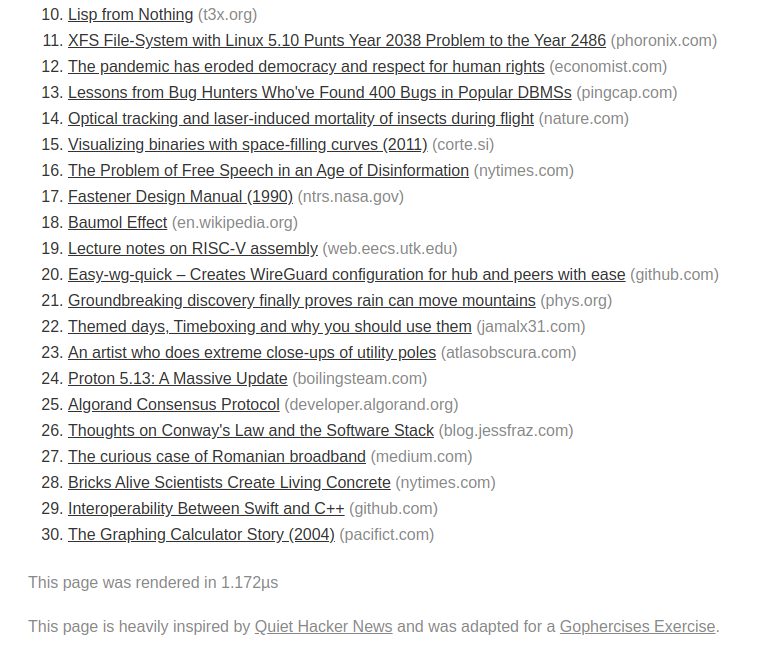 10. Lisp from Nothing (t3x.org)
11. XFS File-System with Linux 5.10 Punts Year 2038 Problem to the Year 2486 (phoronix.com)
12. The pandemic has eroded democracy and respect for human rights (economist.com)
13. Lessons from Bug Hunters Who've Found 400 Bugs in Popular DBMSs (pingcap.com)
14. Optical tracking and laser-induced mortality of insects during flight (nature.com)
15. Visualizing binaries with space-filling curves (2011) (corte.si)
16. The Problem of Free Speech in an Age of Disinformation (nytimes.com)
17. Fastener Design Manual (1990) (ntrs.nasa.gov)
18. Baumol Effect (en.wikipedia.org)
19. Lecture notes on RISC-V assembly (web.eecs.utk.edu)
20. Easy-wg-quick – Creates WireGuard configuration for hub and peers with ease (github.com)
21. Groundbreaking discovery finally proves rain can move mountains (phys.org)
22. Themed days, Timeboxing and why you should use them (jamalx31.com)
23. An artist who does extreme close-ups of utility poles (atlasobscura.com)
24. Proton 5.13: A Massive Update (boilingsteam.com)
25. Algorand Consensus Protocol (developer.algorand.org)
26. Thoughts on Conway's Law and the Software Stack (blog.jessfraz.com)
27. The curious case of Romanian broadband (medium.com)
28. Bricks Alive Scientists Create Living Concrete (nytimes.com)
29. Interoperability Between Swift and C++ (github.com)
30. The Graphing Calculator Story (2004) (pacifict.com)
This page was rendered in 1.172µs
This page is heavily inspired by Quiet Hacker News and was adapted for a Gophercises Exercise.